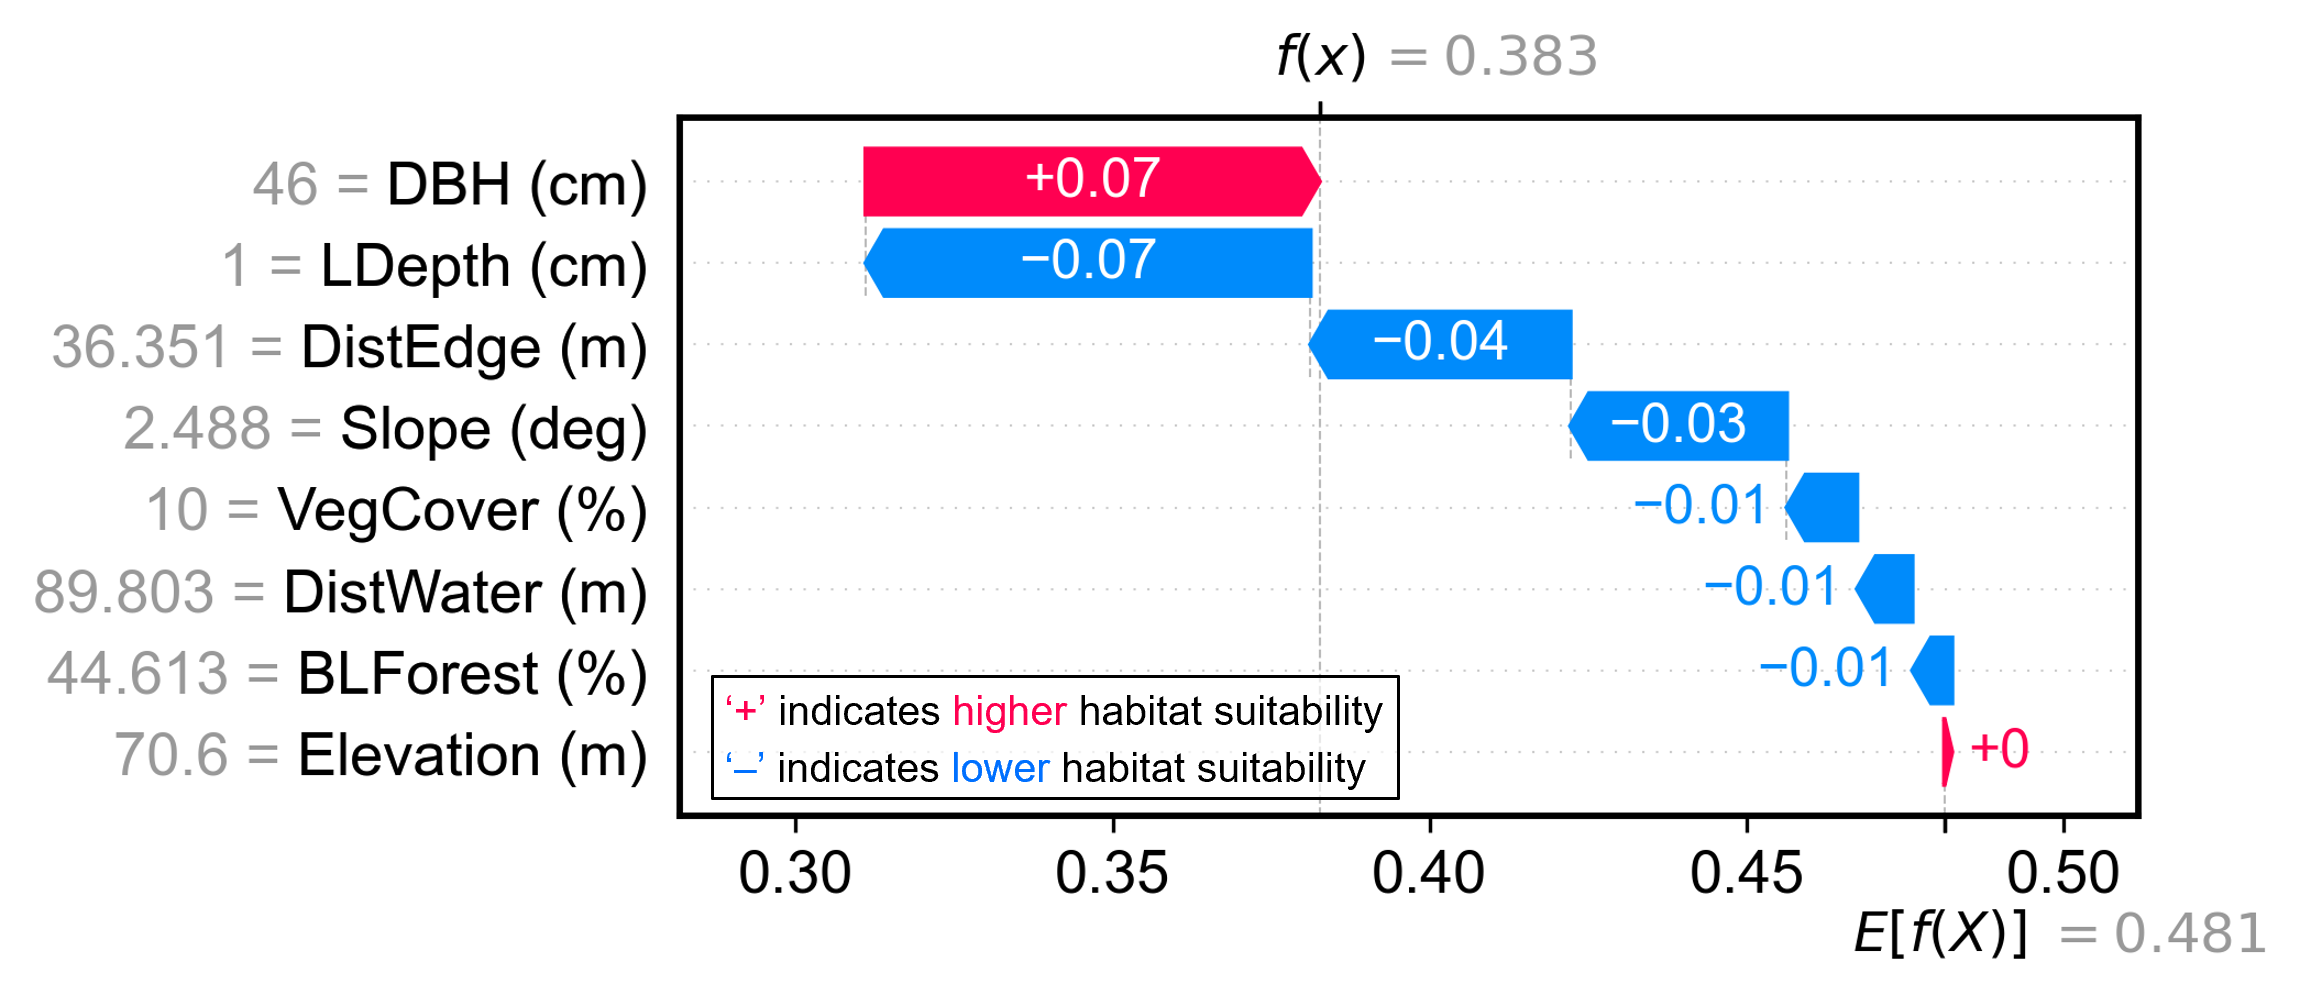 f(x) = 0.383
46 = DBH (cm)
+0.07
1 = LDepth (cm)
−0.07
36.351 = DistEdge (m)
−0.04
2.488 = Slope (deg)
−0.03
10 = VegCover (%)
−0.01
89.803 = DistWater (m)
−0.01
44.613 = BLForest (%)
−0.01
70.6 = Elevation (m)
+0
‘+’ indicates higher habitat suitability
‘–’ indicates lower habitat suitability
0.30 0.35 0.40 0.45 0.50
E[f(X)] = 0.481